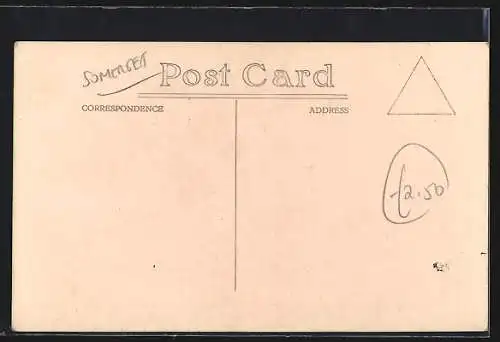 SOMERSET
Post Card
CORRESPONDENCE
ADDRESS
£2.50